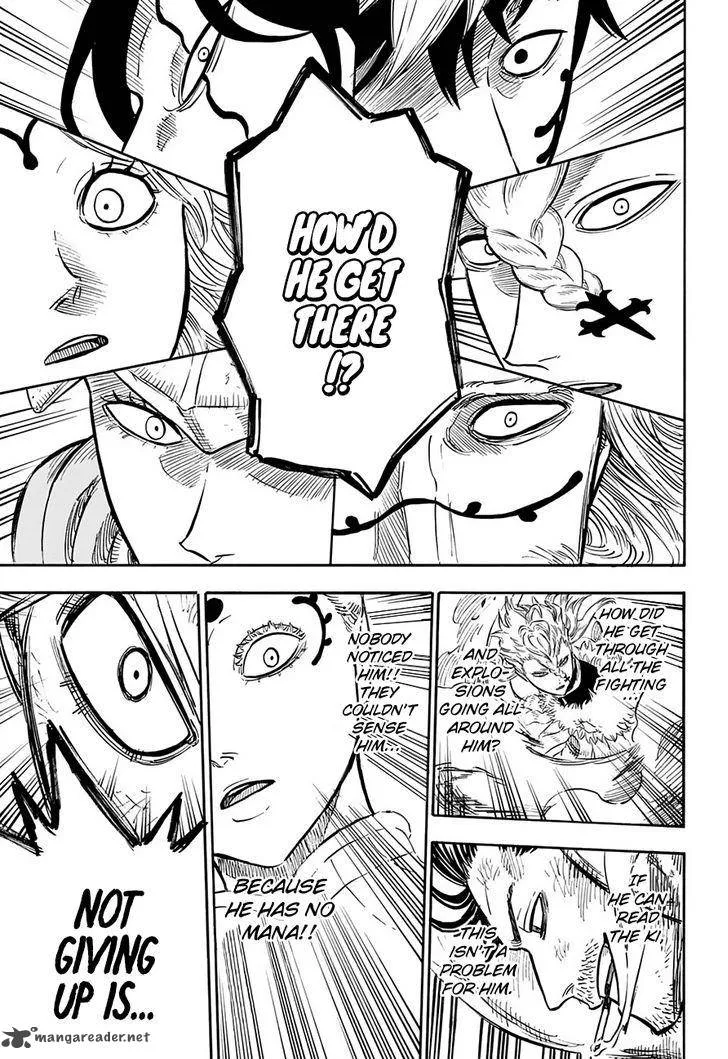 HOW'D
HE GET
THERE
!?
HOW DID
HE GET
THROUGH
ALL THE
FIGHTING
...
AND
EXPLO-
SIONS
GOING ALL
AROUND
HIM?
IF
HE CAN
READ
THE KI,
THIS
ISN'T A
PROBLEM
FOR HIM.
NOBODY
NOTICED
HIM!!
THEY
COULDN'T
SENSE
HIM...
BECAUSE
HE HAS NO
MANA!!
NOT
GIVING
UP IS...
mangareader.net